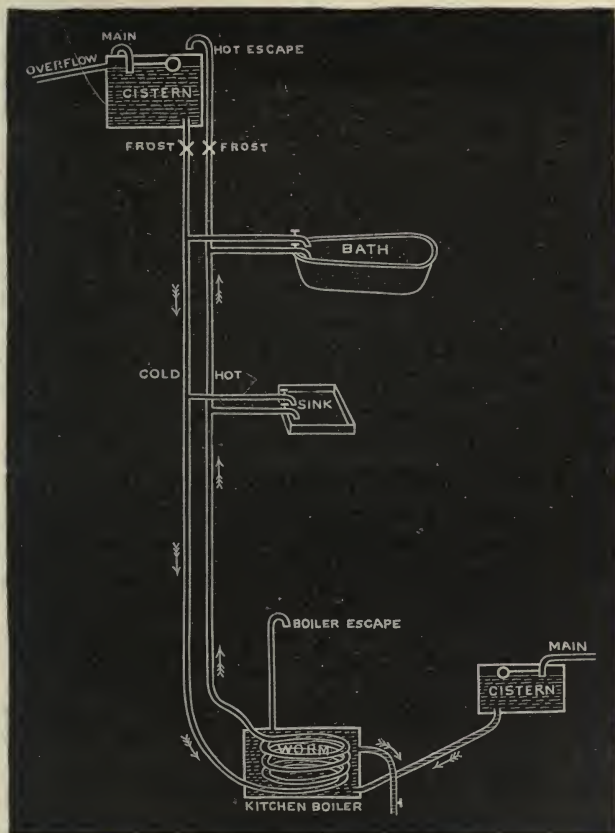 MAIN
HOT ESCAPE
OVERFLOW
CISTERN
FROST FROST
BATH
COLD HOT
SINK
BOILER ESCAPE
MAIN
CISTERN
WORM
KITCHEN BOILER